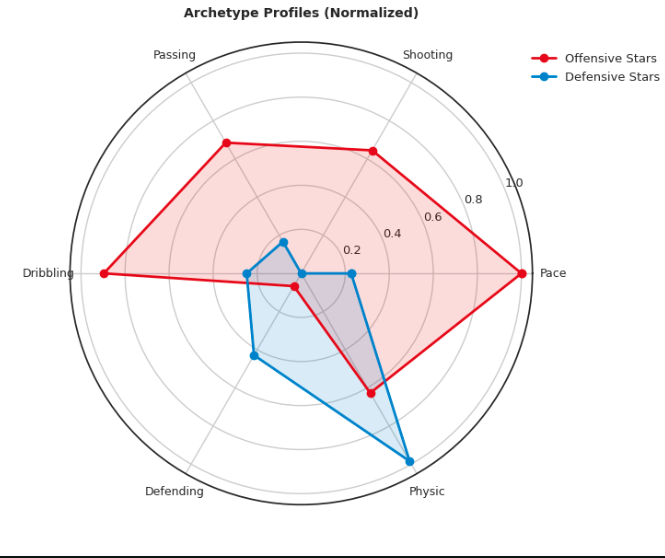 Archetype Profiles (Normalized)
Passing
Shooting
Offensive Stars
Defensive Stars
1.0
0.8
0.6
0.4
0.2
Dribbling
Pace
Defending
Physic